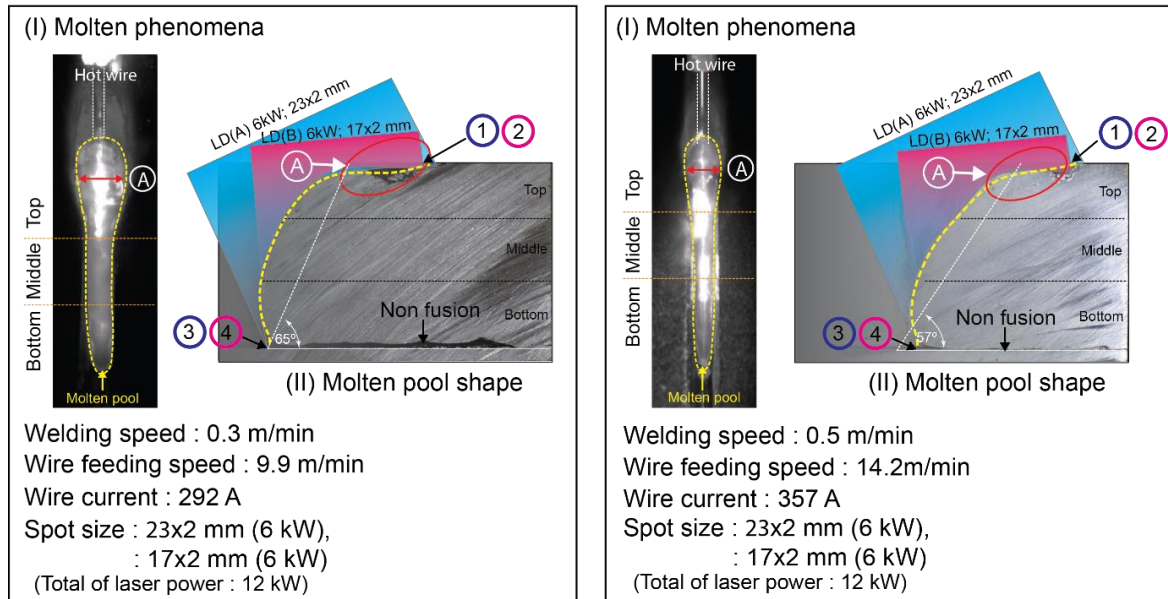 (I) Molten phenomena
Hot wire
LD(A) 6kW; 23x2 mm
LD(B) 6kW; 17x2 mm
1 2
A
A
Top
Middle
Bottom
Top
Middle
Bottom
Non fusion
3 4
65°
Molten pool
(II) Molten pool shape
Welding speed : 0.3 m/min
Wire feeding speed : 9.9 m/min
Wire current : 292 A
Spot size : 23x2 mm (6 kW),
: 17x2 mm (6 kW)
(Total of laser power : 12 kW)
(I) Molten phenomena
Hot wire
LD(A) 6kW; 23x2 mm
LD(B) 6kW; 17x2 mm
1 2
A
A
Top
Middle
Bottom
Top
Middle
Bottom
Non fusion
3 4
57°
Molten pool
(II) Molten pool shape
Welding speed : 0.5 m/min
Wire feeding speed : 14.2m/min
Wire current : 357 A
Spot size : 23x2 mm (6 kW),
: 17x2 mm (6 kW)
(Total of laser power : 12 kW)